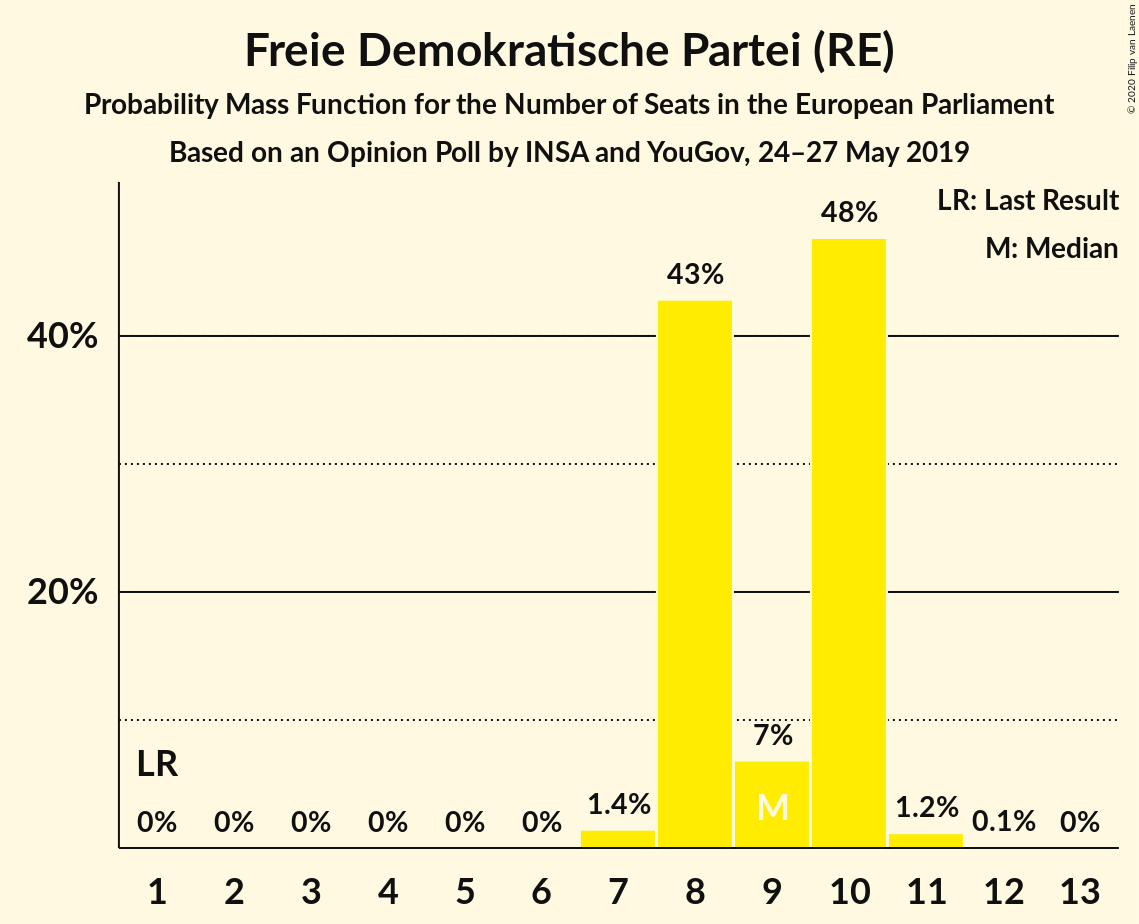 Freie Demokratische Partei (RE)
Probability Mass Function for the Number of Seats in the European Parliament
Based on an Opinion Poll by INSA and YouGov, 24–27 May 2019
© 2020 Filip van Laenen
LR: Last Result
M: Median
48%
43%
40%
20%
7%
LR
M
0% 0% 0% 0% 0% 0% 1.4% 1.2% 0.1% 0%
1 2 3 4 5 6 7 8 9 10 11 12 13